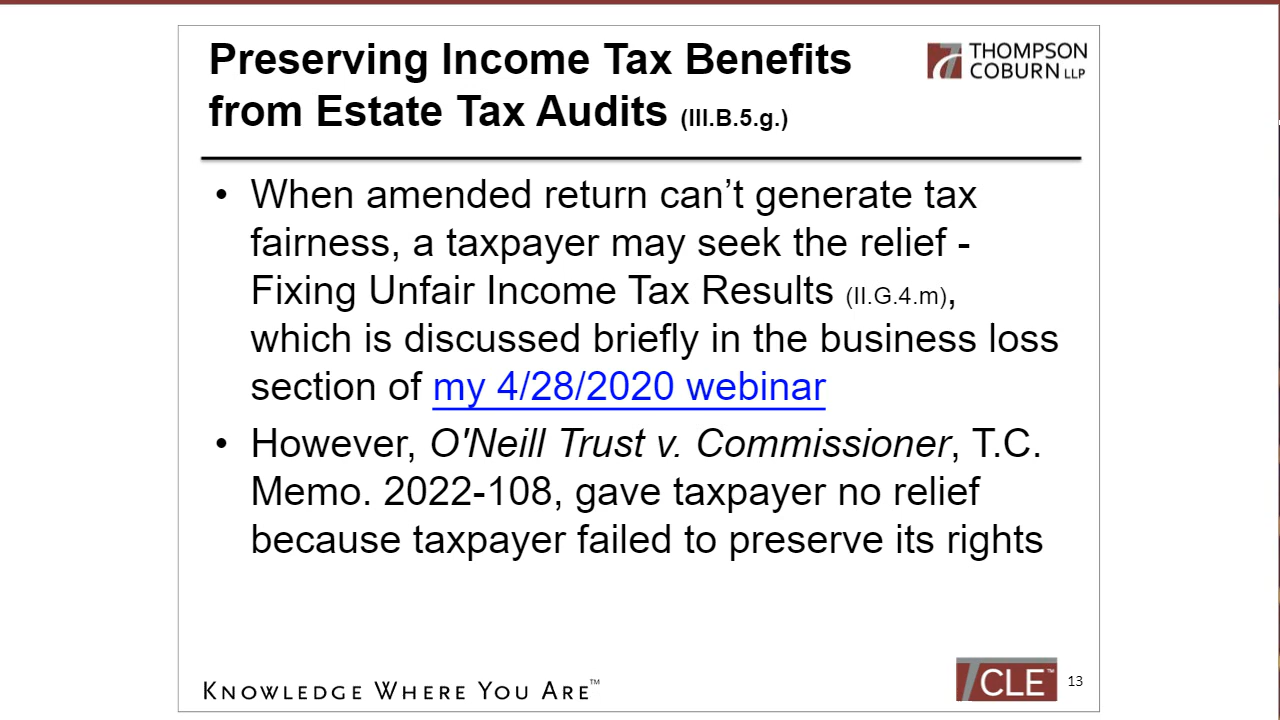 Preserving Income Tax Benefits
from Estate Tax Audits (III.B.5.g.)
THOMPSON
COBURN LLP
• When amended return can’t generate tax
fairness, a taxpayer may seek the relief -
Fixing Unfair Income Tax Results (II.G.4.m),
which is discussed briefly in the business loss
section of my 4/28/2020 webinar
• However, O'Neill Trust v. Commissioner, T.C.
Memo. 2022-108, gave taxpayer no relief
because taxpayer failed to preserve its rights
KNOWLEDGE WHERE YOU ARE™
CLE™
13